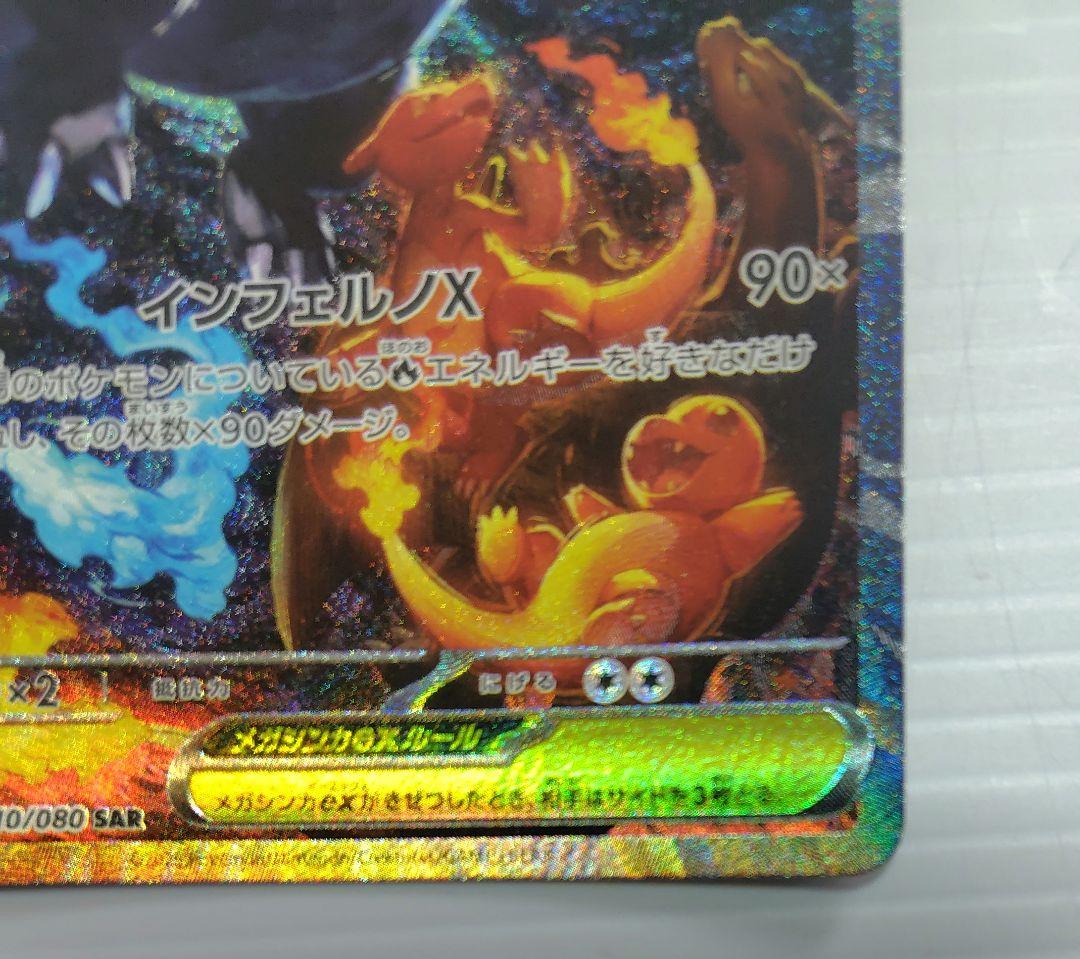 インフェルノX 90×
のポケモンについているエネルギーを好きなだけ
し、その枚数×90ダメージ。
×2 抵抗力 にげる
メガシンカexルール
メガシンカexがきぜつしたとき、相手はサイドを3枚とる。
10/080 SAR